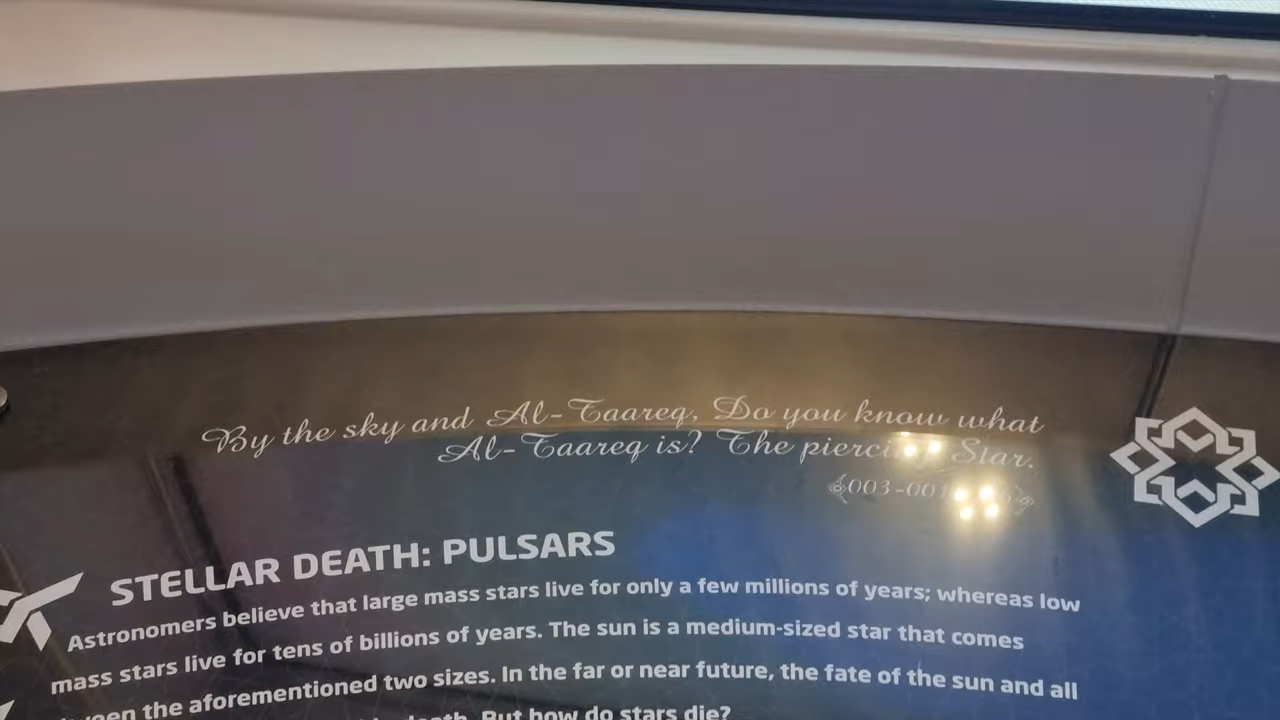 By the sky and Al-Taareq. Do you know what
Al-Taareq is? The piercing Star.
003-001
STELLAR DEATH: PULSARS
Astronomers believe that large mass stars live for only a few millions of years; whereas low
mass stars live for tens of billions of years. The sun is a medium-sized star that comes
the aforementioned two sizes. In the far or near future, the fate of the sun and all
death. But how do stars die?